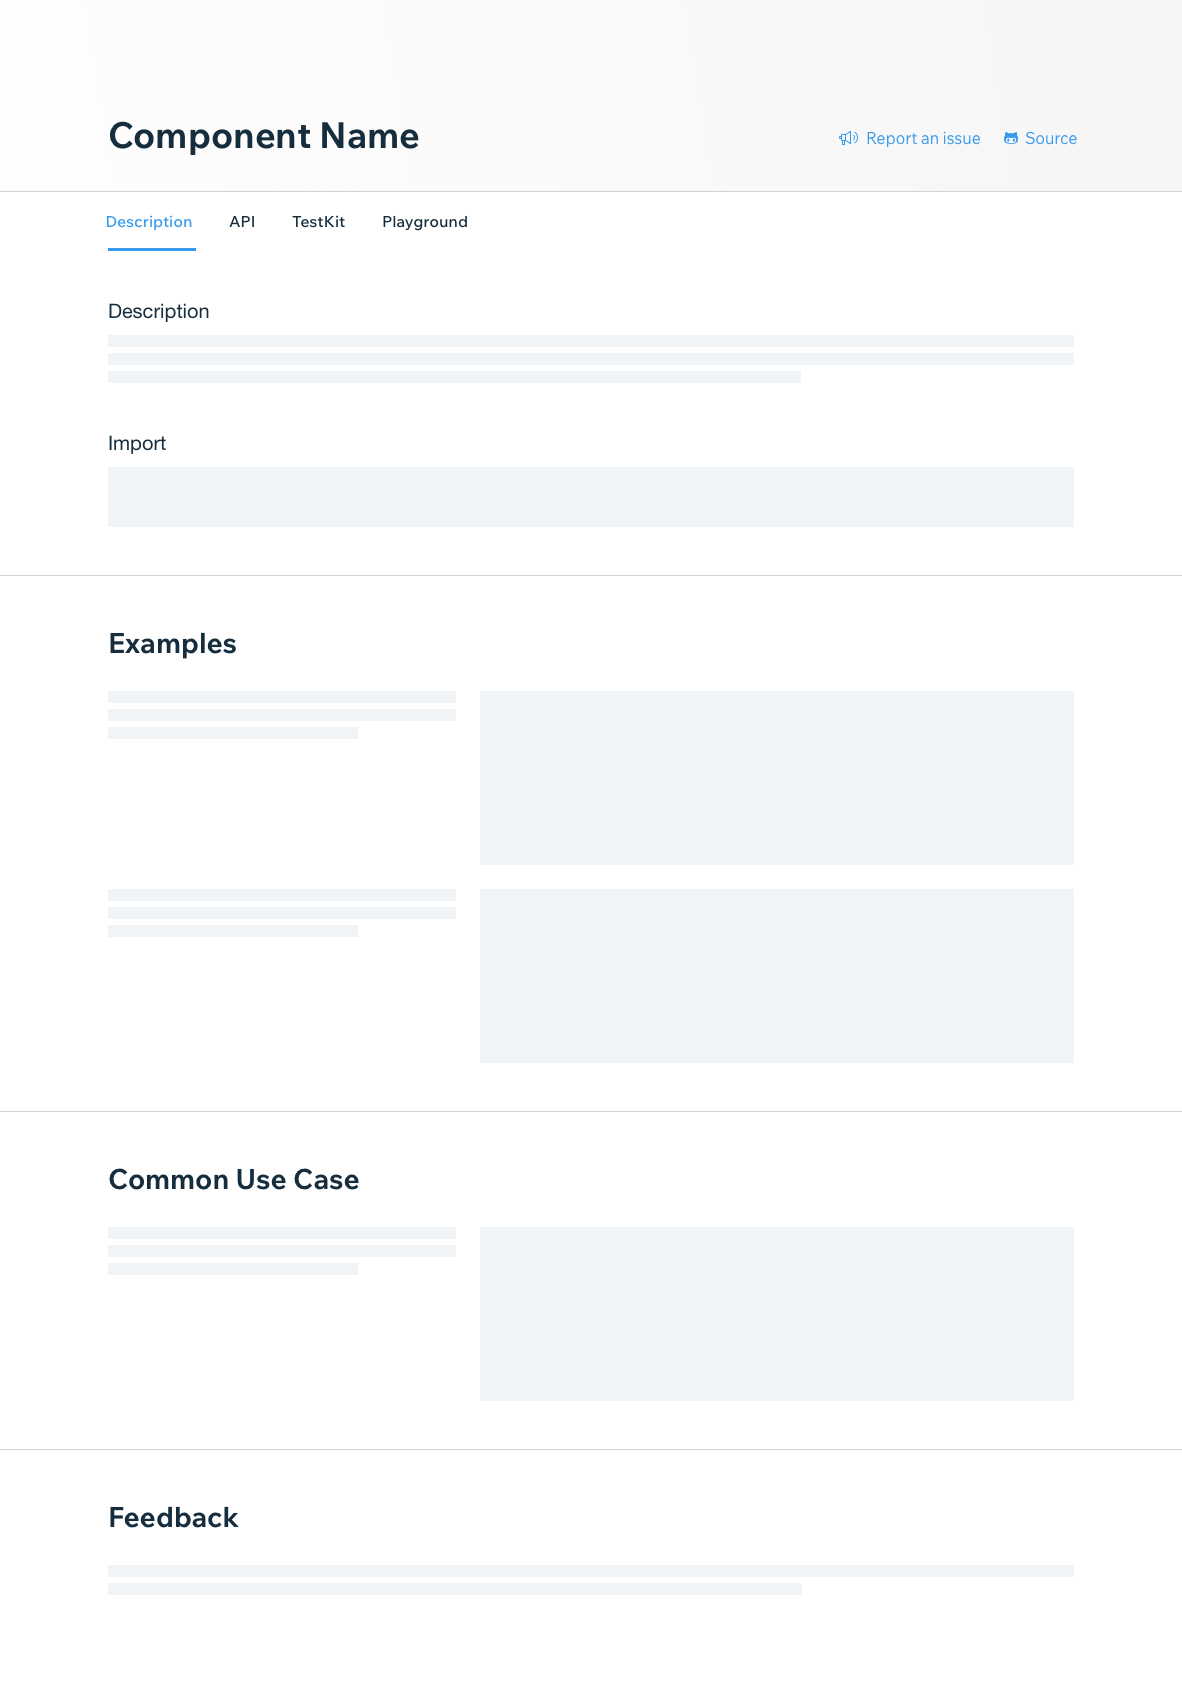 Component Name
Report an issue Source
Description API TestKit Playground
Description
Import
Examples
Common Use Case
Feedback